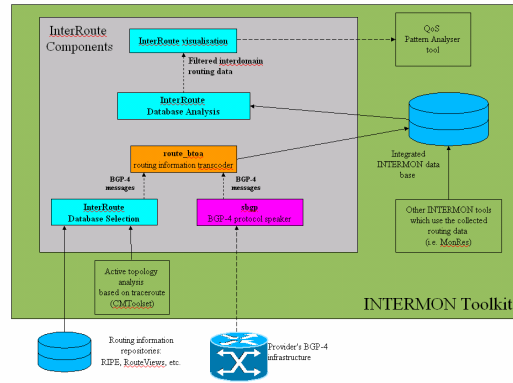 InterRoute
Components
InterRoute visualisation
QoS
Pattern Analyser
tool
Filtered interdomain
routing data
InterRoute
Database Analysis
route_btoa
routing information transcoder
Integrated
INTERMON data
base
BGP-4
messages
BGP-4
messages
InterRoute
Database Selection
sbgp
BGP-4 protocol speaker
Other INTERMON tools
which use the collected
routing data
(i.e. MonRes)
Active topology
analysis
based on traceroute
(CMToolset)
INTERMON Toolkit
Routing information
repositories:
RIPE, RouteViews, etc.
Provider's BGP-4
infrastructure